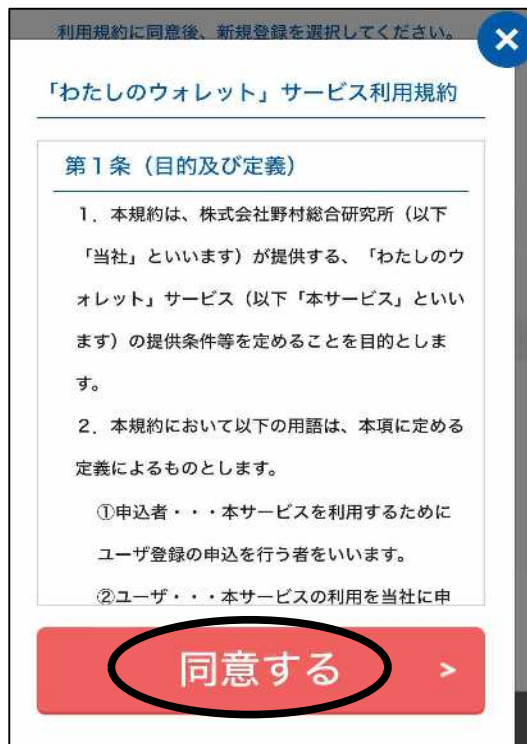 利用規約に同意後、新規登録を選択してください。
「わたしのウォレット」サービス利用規約
第1条（目的及び定義）
1．本規約は、株式会社野村総合研究所（以下
「当社」といいます）が提供する、「わたしのウ
ォレット」サービス（以下「本サービス」といい
ます）の提供条件等を定めることを目的としま
す。
2．本規約において以下の用語は、本項に定める
定義によるものとします。
①申込者・・・本サービスを利用するために
ユーザ登録の申込を行う者をいいます。
②ユーザ・・・本サービスの利用を当社に申
同意する >